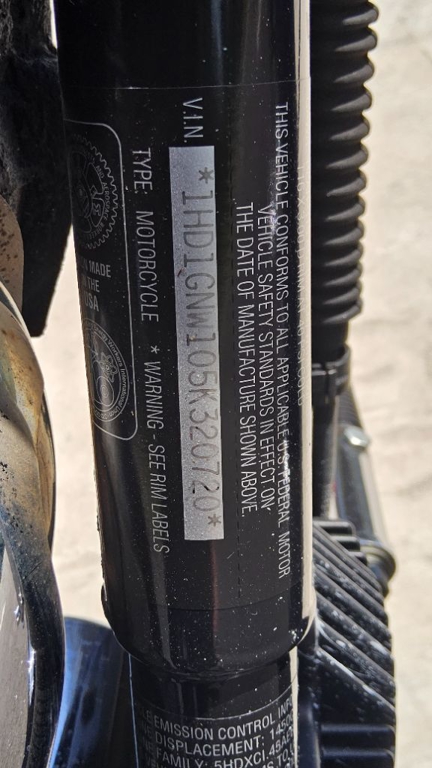 THIS VEHICLE CONFORMS TO ALL APPLICABLE U.S. FEDERAL MOTOR
VEHICLE SAFETY STANDARDS IN EFFECT ON
THE DATE OF MANUFACTURE SHOWN ABOVE.
V.I.N.
*1HD1GNW105K320720*
TYPE: MOTORCYCLE * WARNING - SEE RIM LABELS
MADE
THE
USA
EMISSION CONTROL
DISPLACEMENT:
FAMILY: